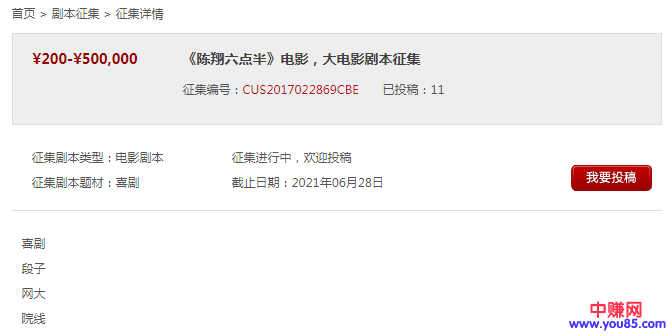 首页 > 剧本征集 > 征集详情
¥200-¥500,000
《陈翔六点半》电影，大电影剧本征集
征集编号：CUS2017022869CBE 已投稿：11
征集剧本类型：电影剧本
征集进行中，欢迎投稿
征集剧本题材：喜剧
截止日期：2021年06月28日
我要投稿
喜剧
段子
网大
院线
中赚网
www.you85.com